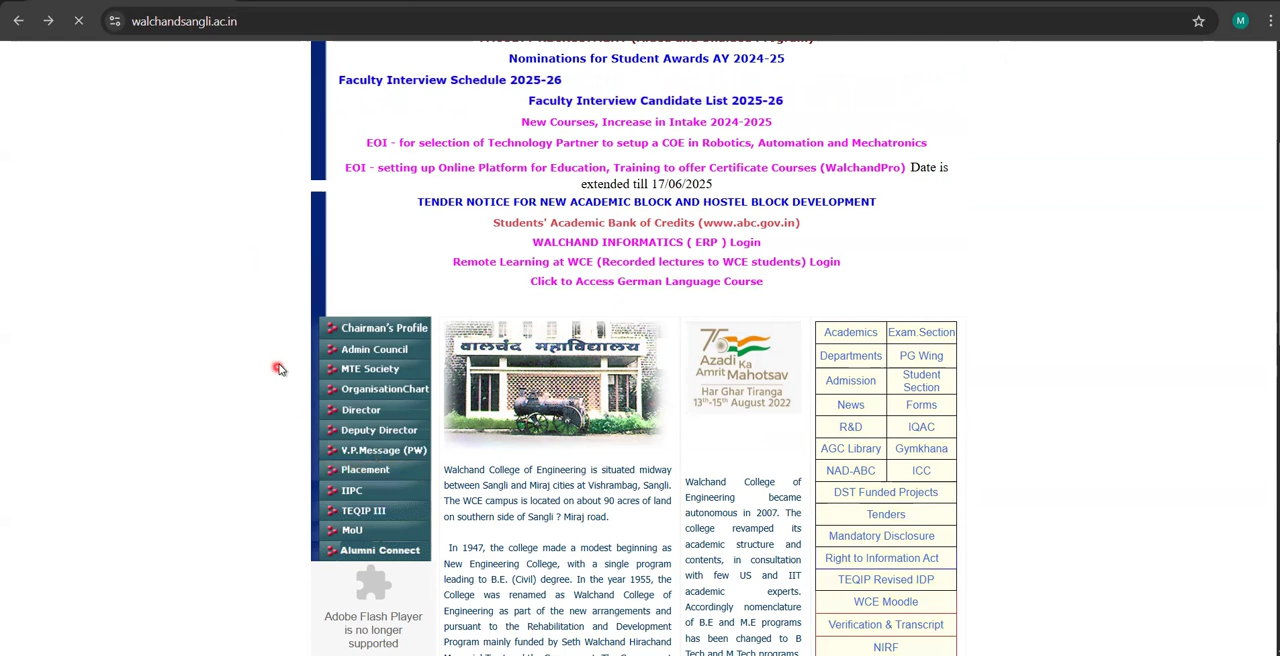 walchandsangli.ac.in
M
Nominations for Student Awards AY 2024-25
Faculty Interview Schedule 2025-26
Faculty Interview Candidate List 2025-26
New Courses, Increase in Intake 2024-2025
EOI - for selection of Technology Partner to setup a COE in Robotics, Automation and Mechatronics
EOI - setting up Online Platform for Education, Training to offer Certificate Courses (WalchandPro) Date is
extended till 17/06/2025
TENDER NOTICE FOR NEW ACADEMIC BLOCK AND HOSTEL BLOCK DEVELOPMENT
Students' Academic Bank of Credits (www.abc.gov.in)
WALCHAND INFORMATICS ( ERP ) Login
Remote Learning at WCE (Recorded lectures to WCE students) Login
Click to Access German Language Course
Chairman's Profile
Admin Council
MTE Society
OrganisationChart
Director
Deputy Director
V.P.Message (PW)
Placement
IIPC
TEQIP III
MoU
Alumni Connect
Adobe Flash Player
is no longer
supported
वालचंद महाविद्यालय
Walchand College of Engineering is situated midway
between Sangli and Miraj cities at Vishrambag, Sangli.
The WCE campus is located on about 90 acres of land
on southern side of Sangli ? Miraj road.
In 1947, the college made a modest beginning as
New Engineering College, with a single program
leading to B.E. (Civil) degree. In the year 1955, the
College was renamed as Walchand College of
Engineering as part of the new arrangements and
pursuant to the Rehabilitation and Development
Program mainly funded by Seth Walchand Hirachand
75
Azadi
Ka
Amrit Mahotsav
Har Ghar Tiranga
13th-15th August 2022
Walchand College of
Engineering became
autonomous in 2007. The
college revamped its
academic structure and
contents, in consultation
with few US and IIT
academic experts.
Accordingly nomenclature
of B.E and M.E programs
has been changed to B
Tech and M Tech programs.
Academics Exam.Section
Departments PG Wing
Admission Student
Section
News Forms
R&D IQAC
AGC Library Gymkhana
NAD-ABC ICC
DST Funded Projects
Tenders
Mandatory Disclosure
Right to Information Act
TEQIP Revised IDP
WCE Moodle
Verification & Transcript
NIRF